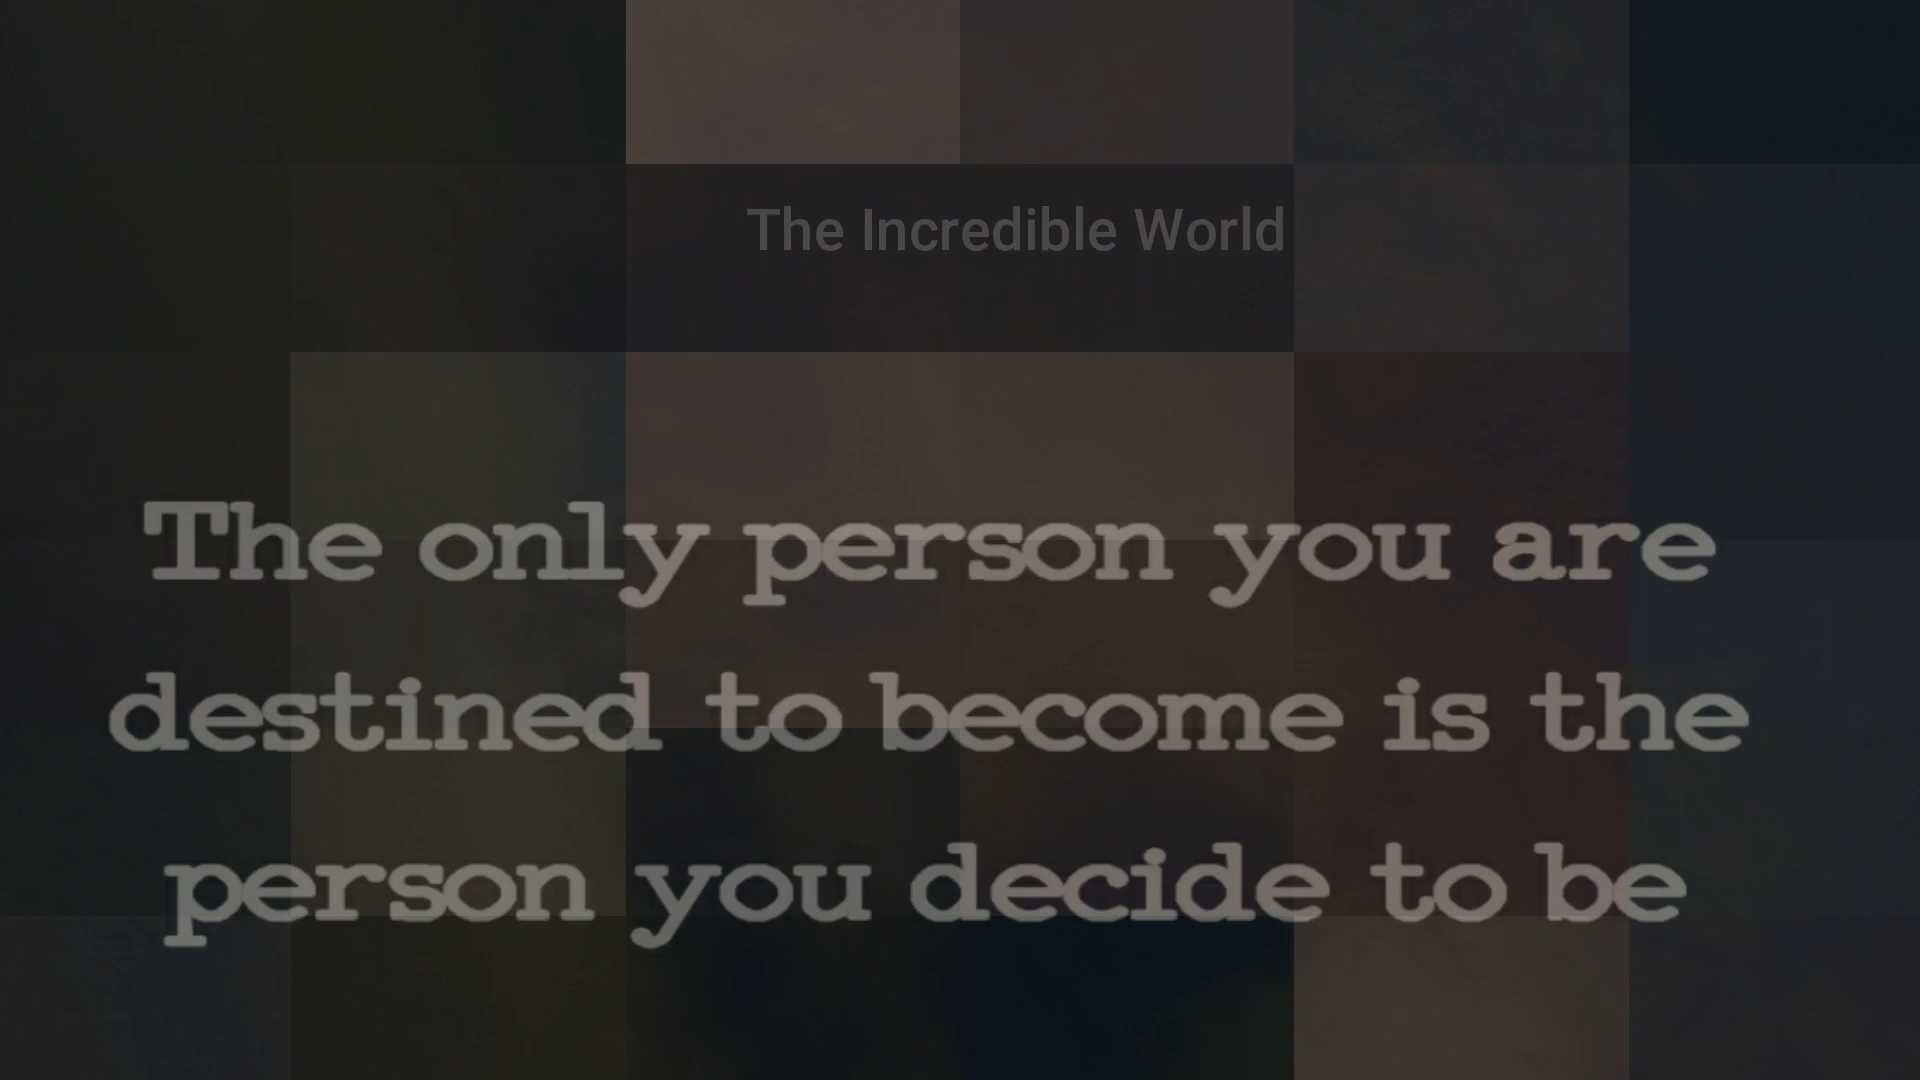 The Incredible World
The only person you are
destined to become is the
person you decide to be